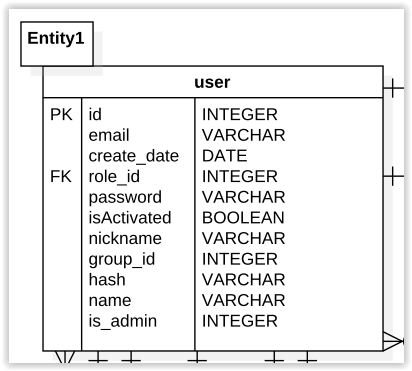 Entity1
user
PK id INTEGER
email VARCHAR
create_date DATE
FK role_id INTEGER
password VARCHAR
isActivated BOOLEAN
nickname VARCHAR
group_id INTEGER
hash VARCHAR
name VARCHAR
is_admin INTEGER